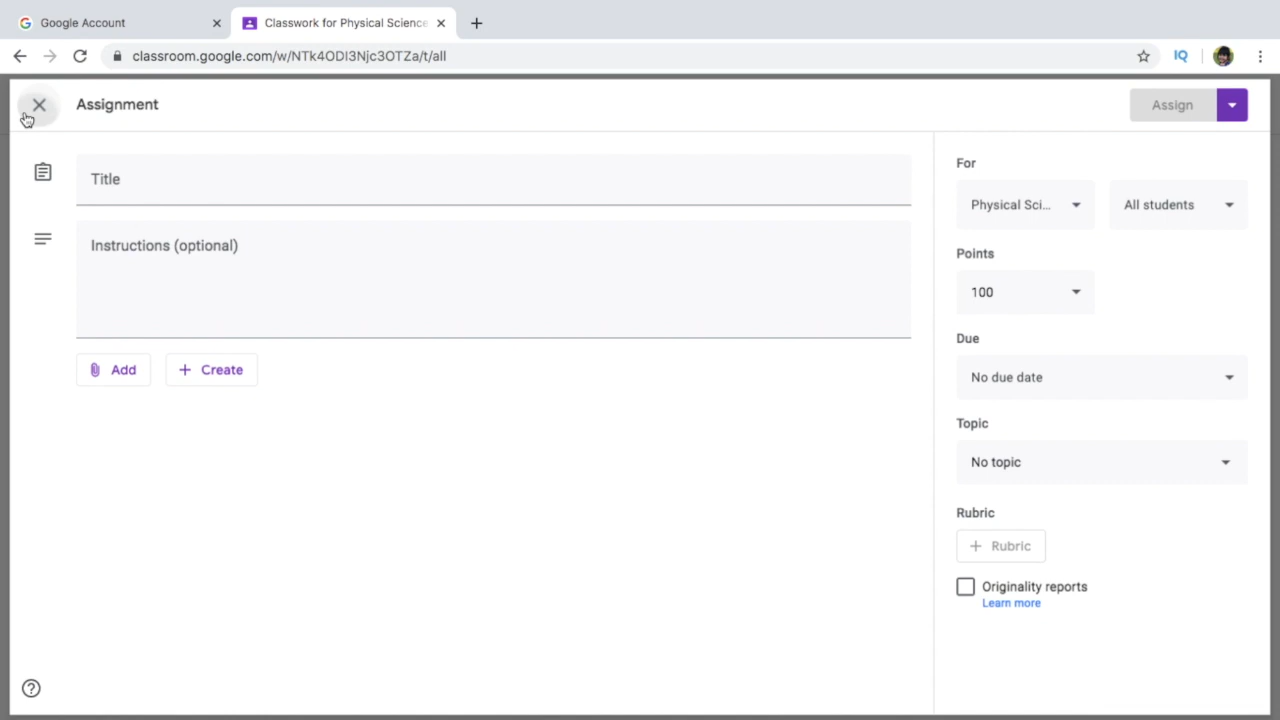 Google Account
Classwork for Physical Science
classroom.google.com/w/NTk4ODI3Njc3OTZa/t/all
IQ
Assignment
Assign
Title
Instructions (optional)
Add
Create
For
Physical Sci...
All students
Points
100
Due
No due date
Topic
No topic
Rubric
Rubric
Originality reports
Learn more